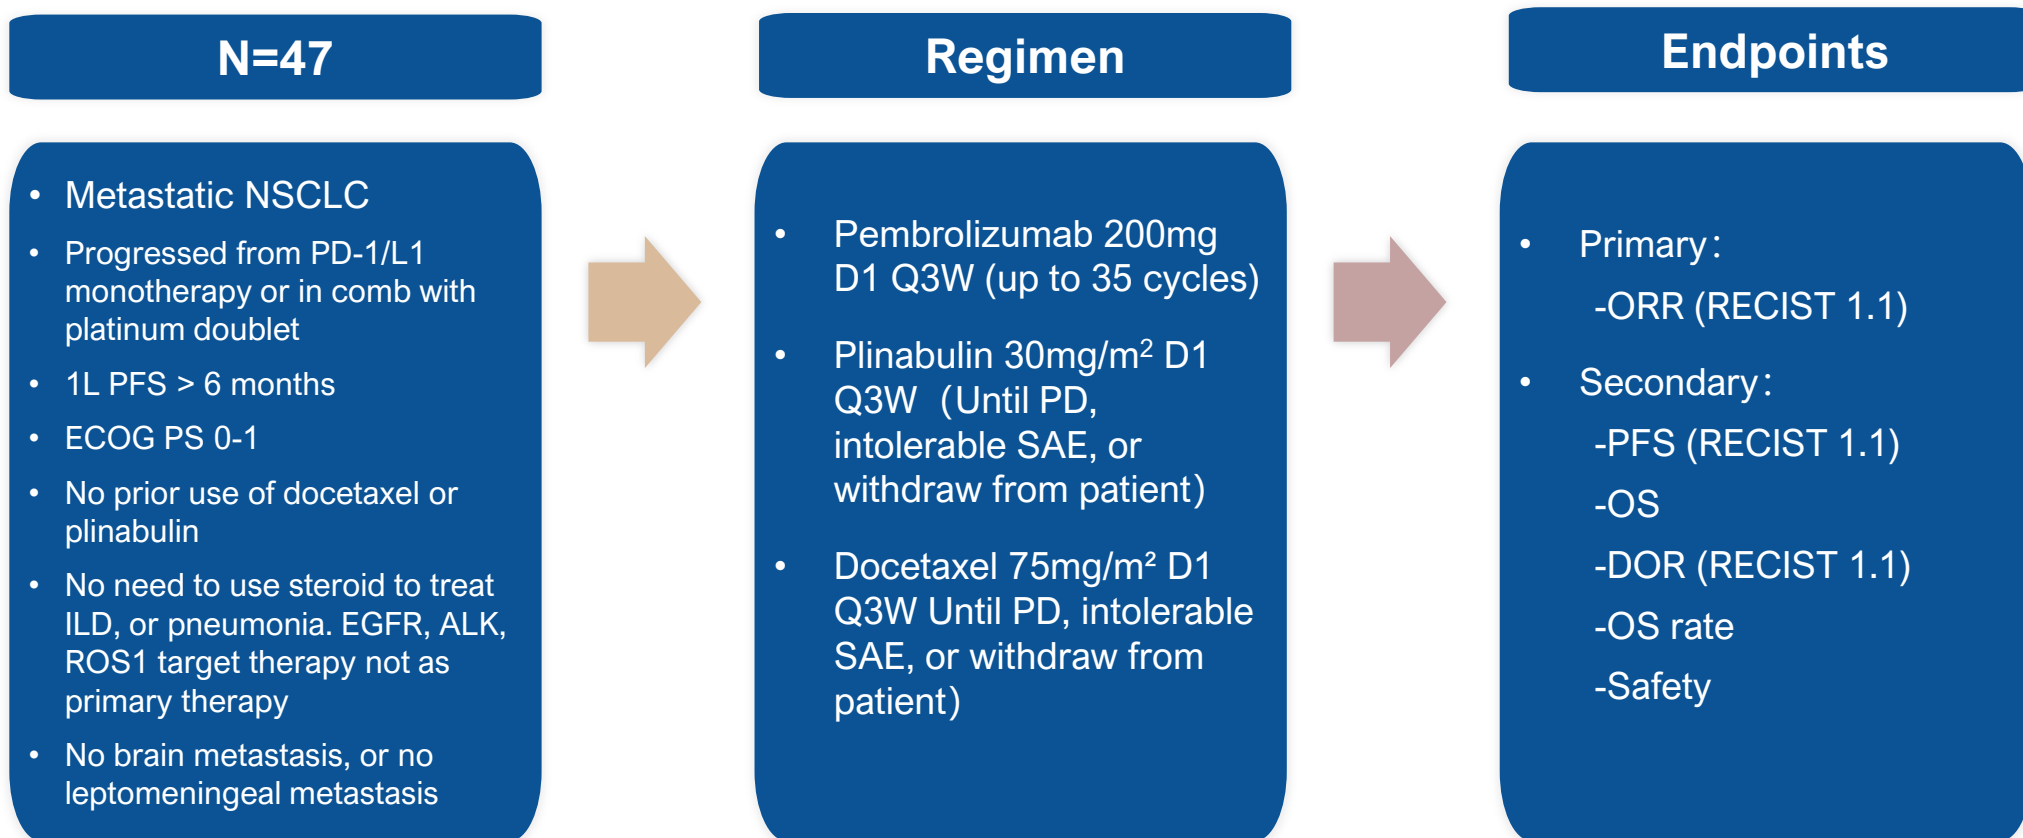 N=47
• Metastatic NSCLC
• Progressed from PD-1/L1
monotherapy or in comb with
platinum doublet
• 1L PFS > 6 months
• ECOG PS 0-1
• No prior use of docetaxel or
plinabulin
• No need to use steroid to treat
ILD, or pneumonia. EGFR, ALK,
ROS1 target therapy not as
primary therapy
• No brain metastasis, or no
leptomeningeal metastasis
Regimen
• Pembrolizumab 200mg
D1 Q3W (up to 35 cycles)
• Plinabulin 30mg/m² D1
Q3W（Until PD,
intolerable SAE, or
withdraw from patient）
• Docetaxel 75mg/m² D1
Q3W Until PD, intolerable
SAE, or withdraw from
patient）
Endpoints
• Primary：
-ORR (RECIST 1.1)
• Secondary：
-PFS (RECIST 1.1)
-OS
-DOR (RECIST 1.1)
-OS rate
-Safety